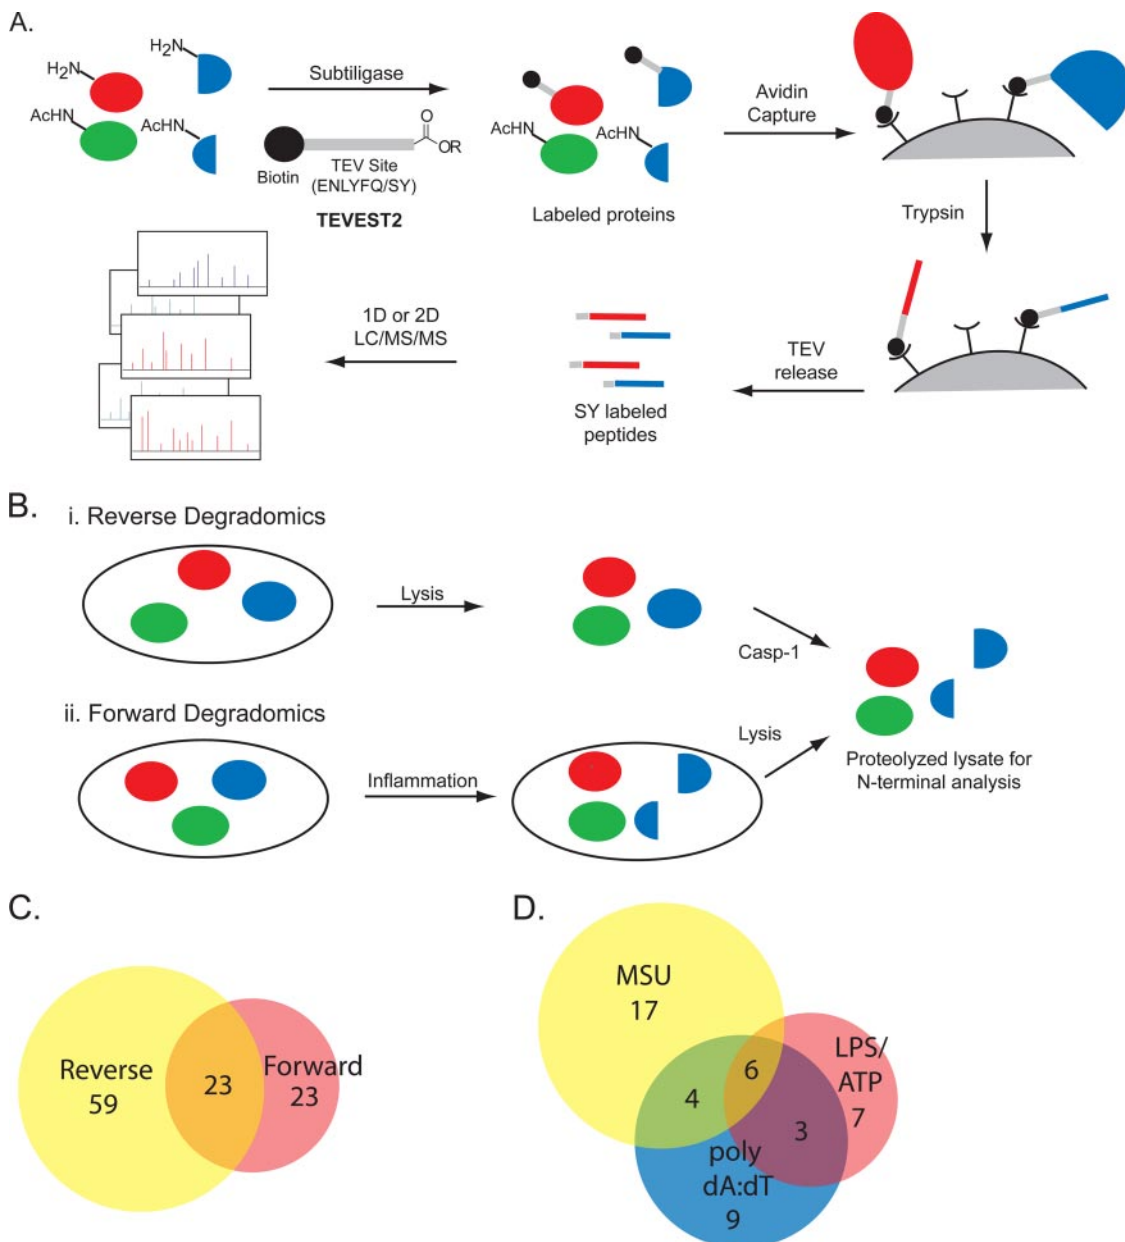 A.
H₂N
H₂N
AcHN
AcHN
Subtiligase
O
OR
Biotin
TEV Site
(ENLYFQ/SY)
TEVEST2
AcHN
AcHN
Labeled proteins
Avidin
Capture
Trypsin
TEV
release
SY labeled
peptides
1D or 2D
LC/MS/MS
B.
i. Reverse Degradomics
Lysis
Casp-1
ii. Forward Degradomics
Inflammation
Lysis
Proteolyzed lysate for
N-terminal analysis
C.
Reverse
59
23
Forward
23
D.
MSU
17
LPS/
ATP
7
6
4
3
poly
dA:dT
9